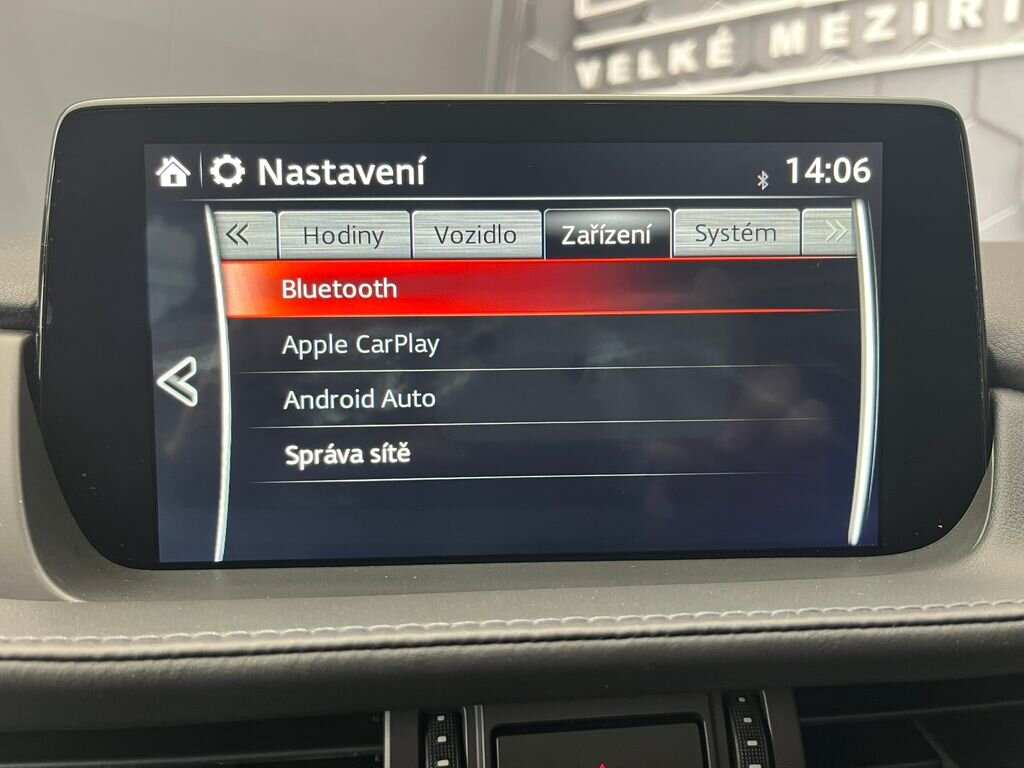 VELKÉ MEZIŘÍ
Nastavení
14:06
Hodiny Vozidlo Zařízení Systém
Bluetooth
Apple CarPlay
Android Auto
Správa sítě